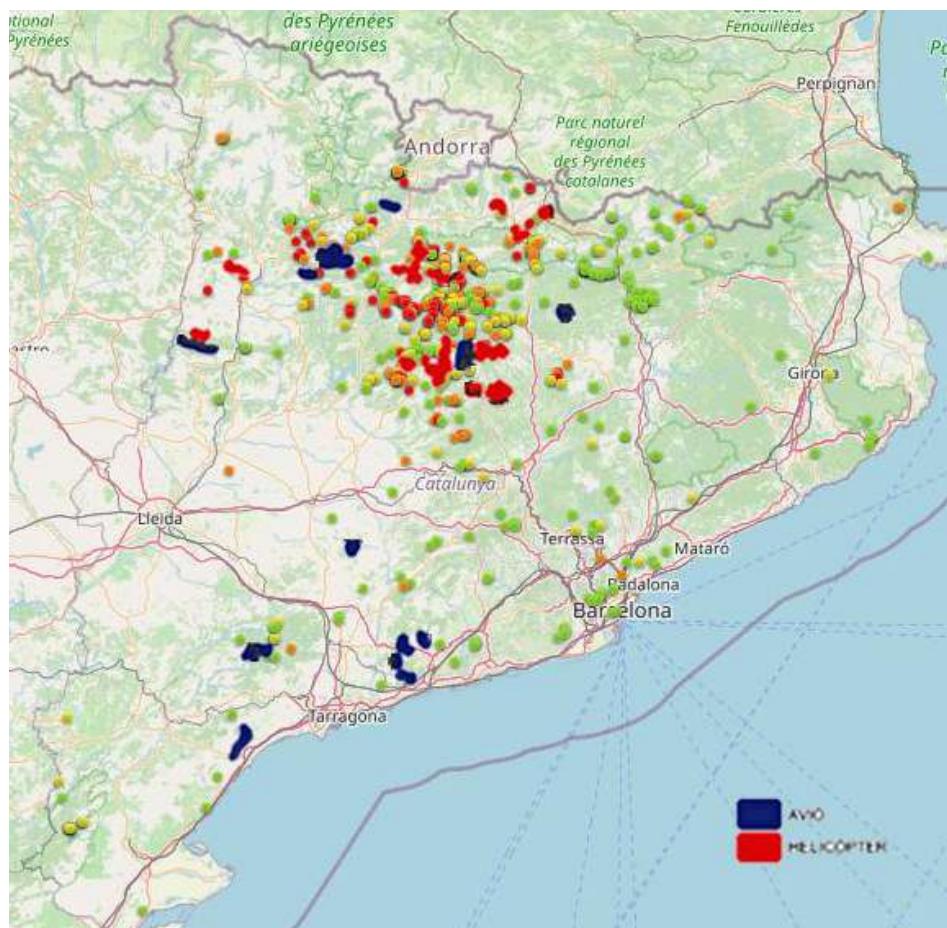 des Pyrénées
ariégeoises
tional
Pyrénées
Fenouillèdes
Perpignan
Andorra
Parc naturel
régional
des Pyrénées
catalanes
Girona
Catalunya
Lleida
Terrassa
Mataró
Badalona
Barcelona
Tarragona
AVIÓ
HELICÒPTER